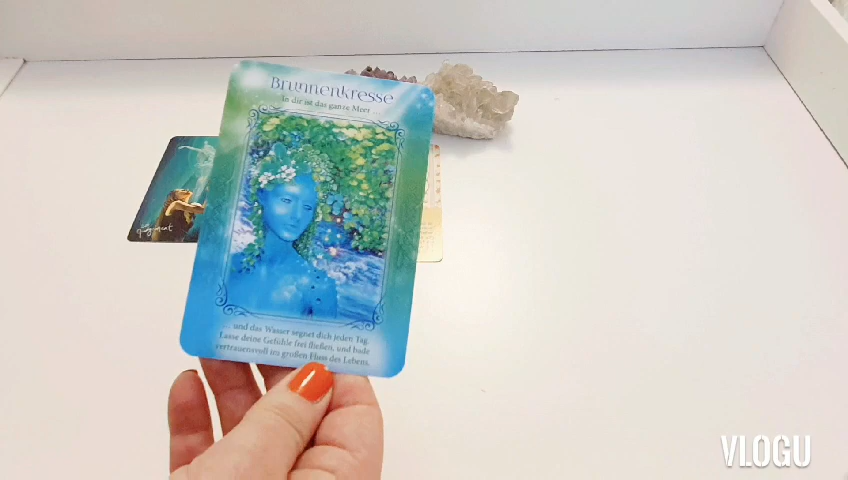 Brunnenkresse
in dir ist das ganze Meer ...
... und das Wasser segnet dich jeden Tag.
Lasse deine Gefühle frei fließen, und bade
vertrauensvoll im großen Fluss des Lebens.
VLOGU